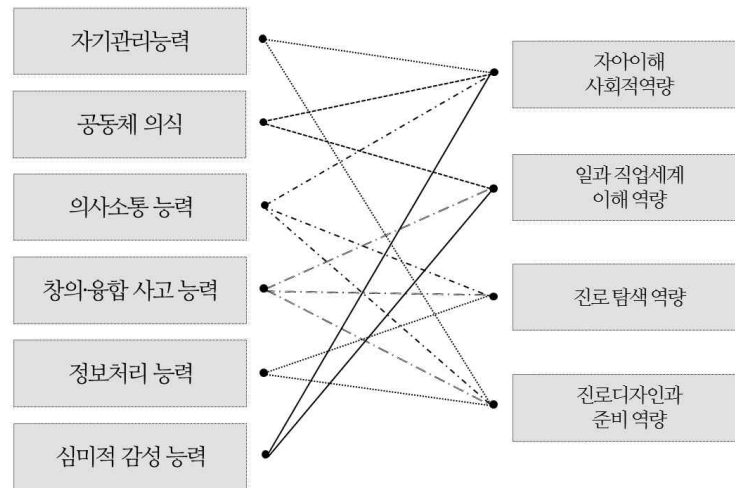 자기관리능력
공동체 의식
의사소통 능력
창의·융합 사고 능력
정보처리 능력
심미적 감성 능력
자아이해
사회적역량
일과 직업세계
이해 역량
진로 탐색 역량
진로디자인과
준비 역량